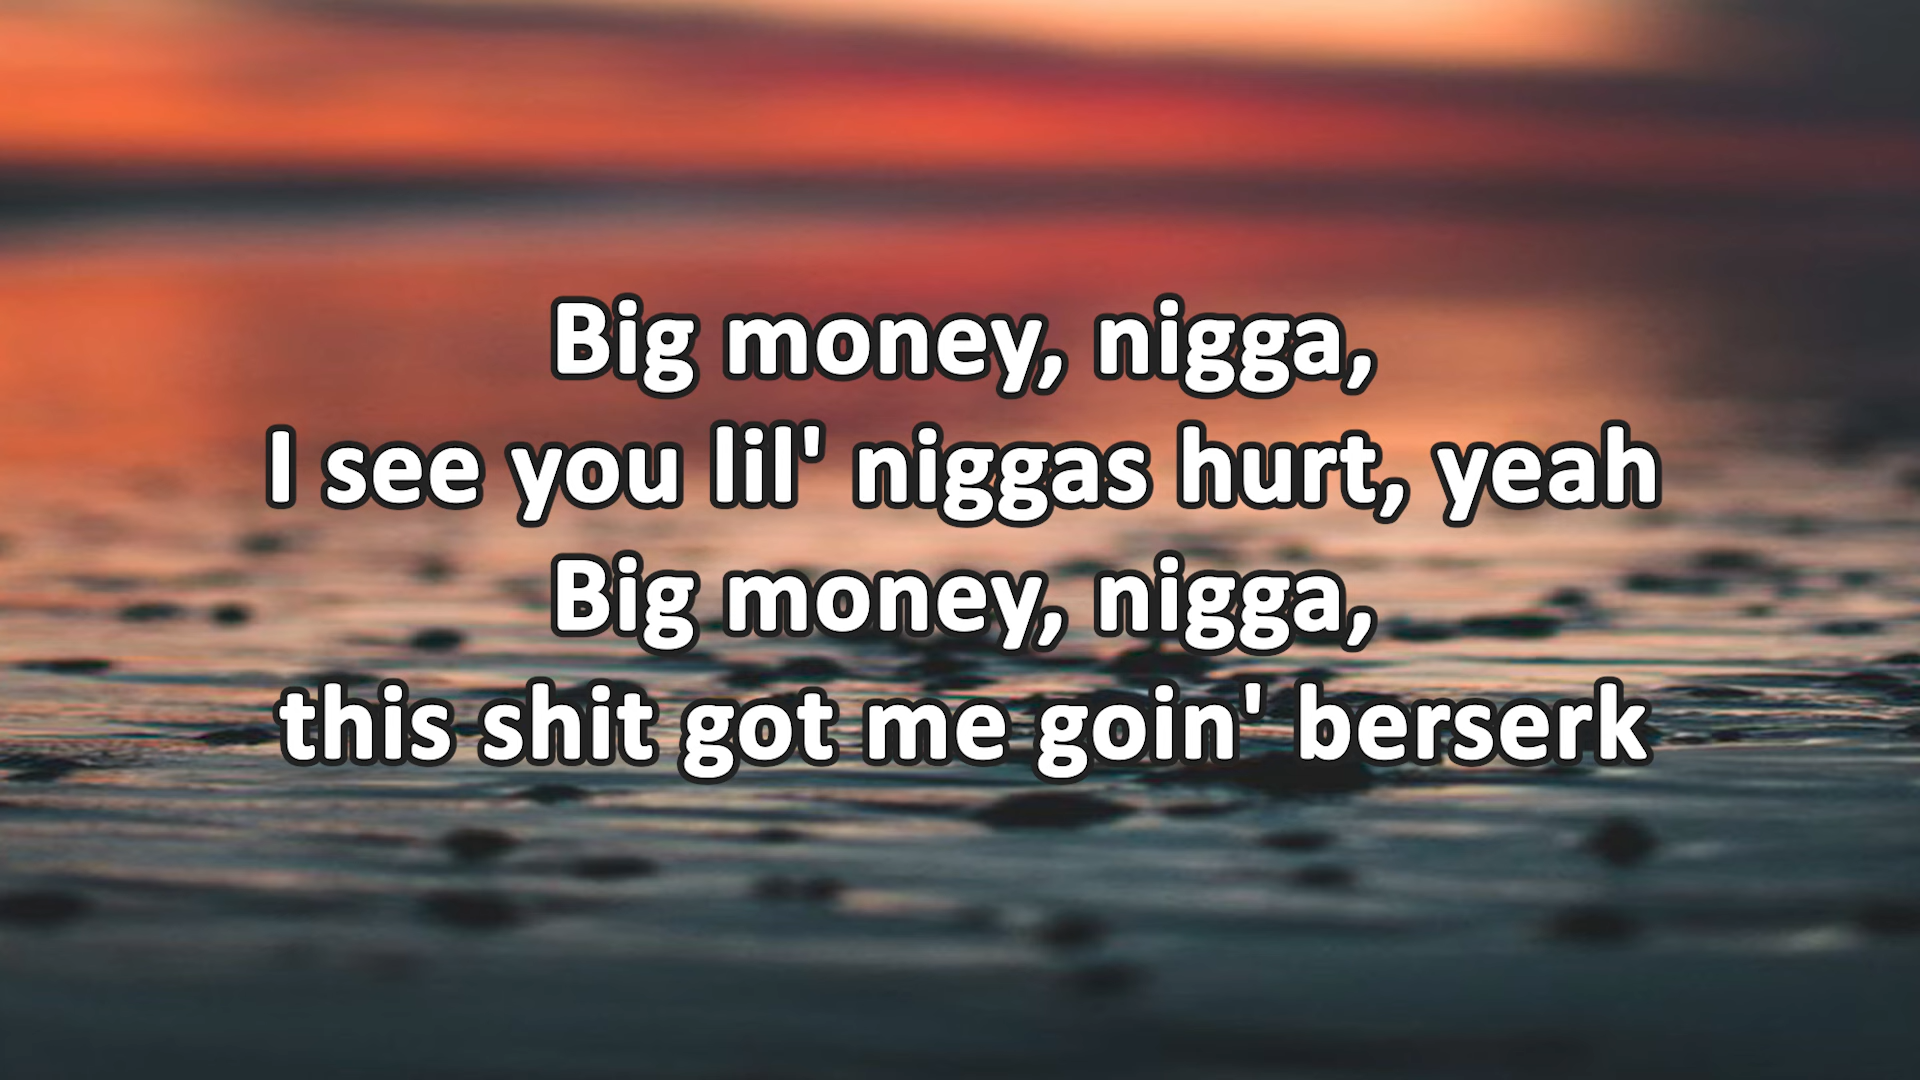 Big money, nigga,
I see you lil' niggas hurt, yeah
Big money, nigga,
this shit got me goin' berserk